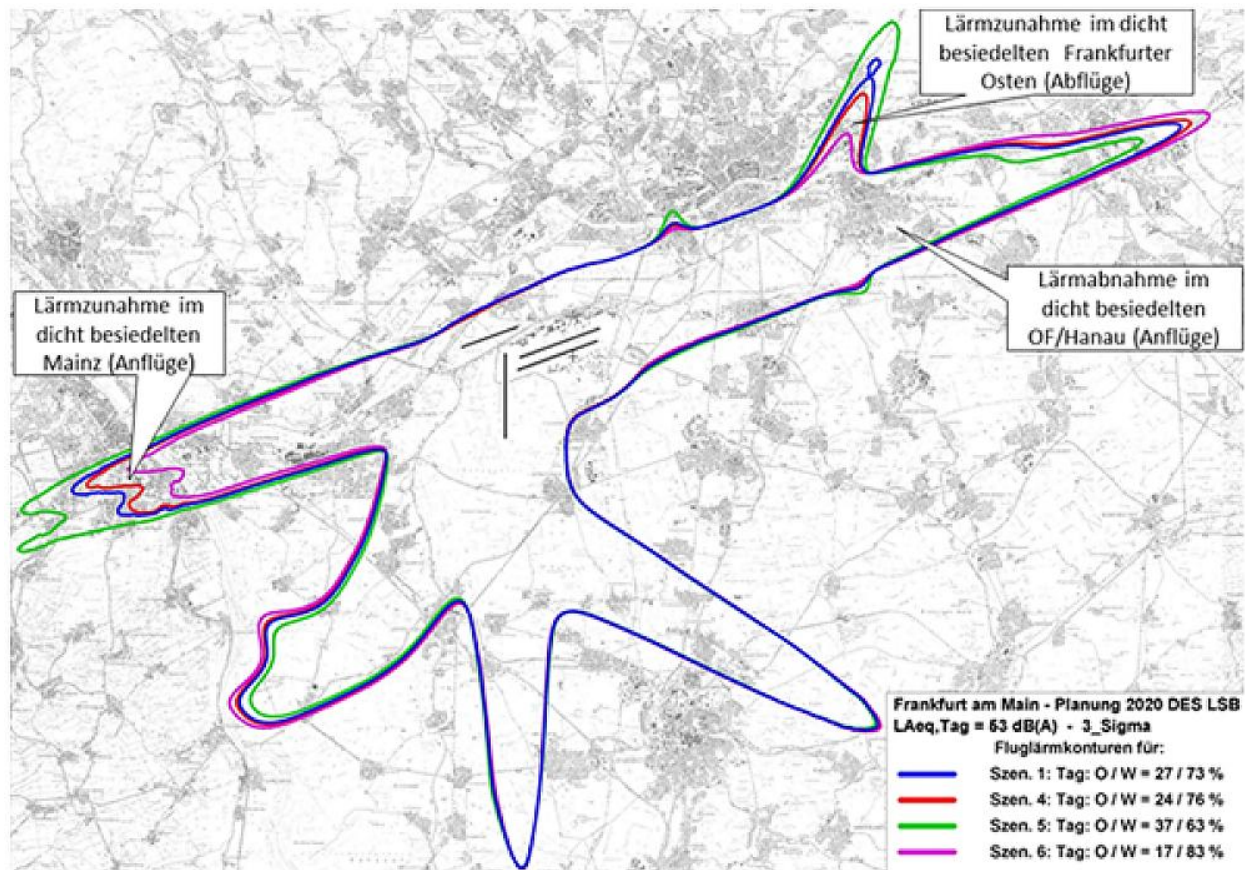 Lärmzunahme im dicht
besiedelten Frankfurter
Osten (Abflüge)
Lärmabnahme im
dicht besiedelten
OF/Hanau (Anflüge)
Lärmzunahme im
dicht besiedelten
Mainz (Anflüge)
Frankfurt am Main - Planung 2020 DES LSB
LAeq,Tag = 53 dB(A) - 3_Sigma
Fluglärmkonturen für:
Szen. 1: Tag: O / W = 27 / 73 %
Szen. 4: Tag: O / W = 24 / 76 %
Szen. 5: Tag: O / W = 37 / 63 %
Szen. 6: Tag: O / W = 17 / 83 %